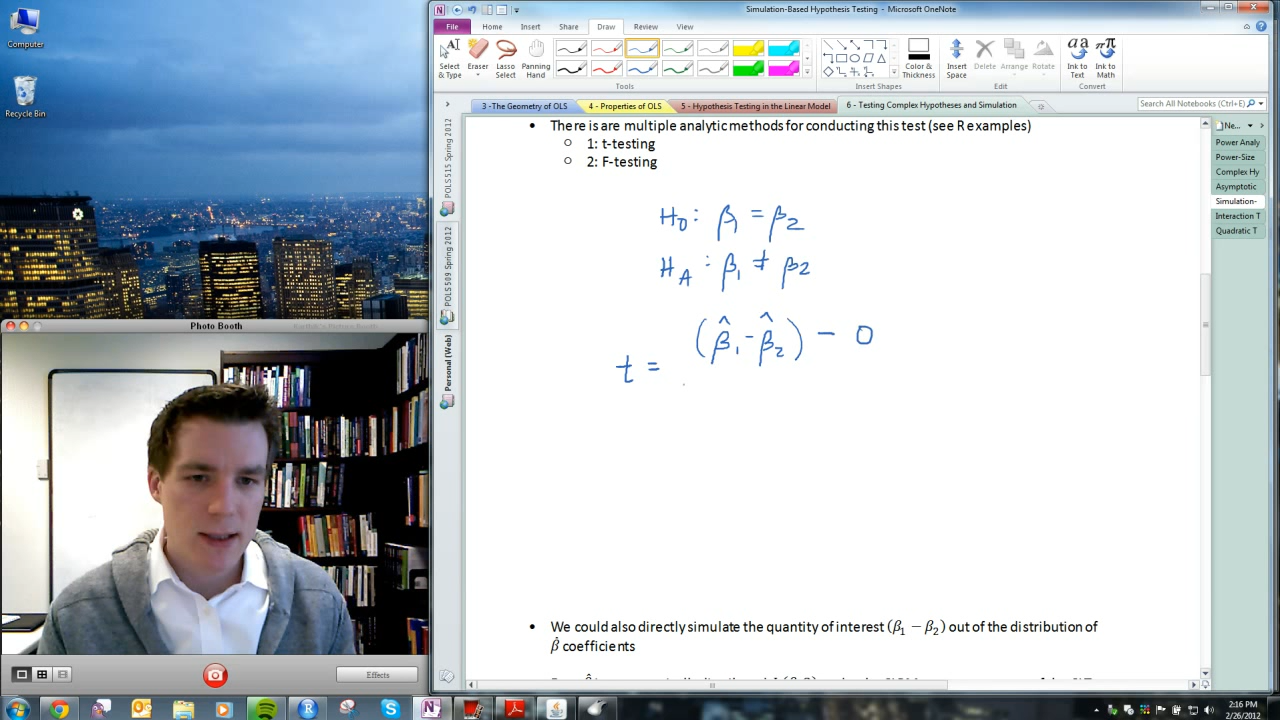 Simulation-Based Hypothesis Testing - Microsoft OneNote
Computer
Recycle Bin
File Home Insert Share Draw Review View
Select & Type
Eraser
Lasso Select
Panning Hand
Color & Thickness
Insert Space
Delete
Arrange
Rotate
Ink to Text
Ink to Math
Tools
Insert Shapes
Edit
Convert
3 -The Geometry of OLS 4 - Properties of OLS 5 - Hypothesis Testing in the Linear Model 6 - Testing Complex Hypotheses and Simulation
Search All Notebooks (Ctrl+E)
POLS 515 Spring 2012
POLS 509 Spring 2012
Personal (Web)
Ne...
Power Analy
Power-Size
Complex Hy
Asymptotic
Simulation-
Interaction T
Quadratic T
• There is are multiple analytic methods for conducting this test (see R examples)
○ 1: t-testing
○ 2: F-testing
H₀: β₁ = β₂
H_A: β₁ ≠ β₂
(β̂₁ - β̂₂) - 0
t =
• We could also directly simulate the quantity of interest (β₁ − β₂) out of the distribution of
β̂ coefficients
Photo Booth
Effects
2:16 PM
2/26/2012